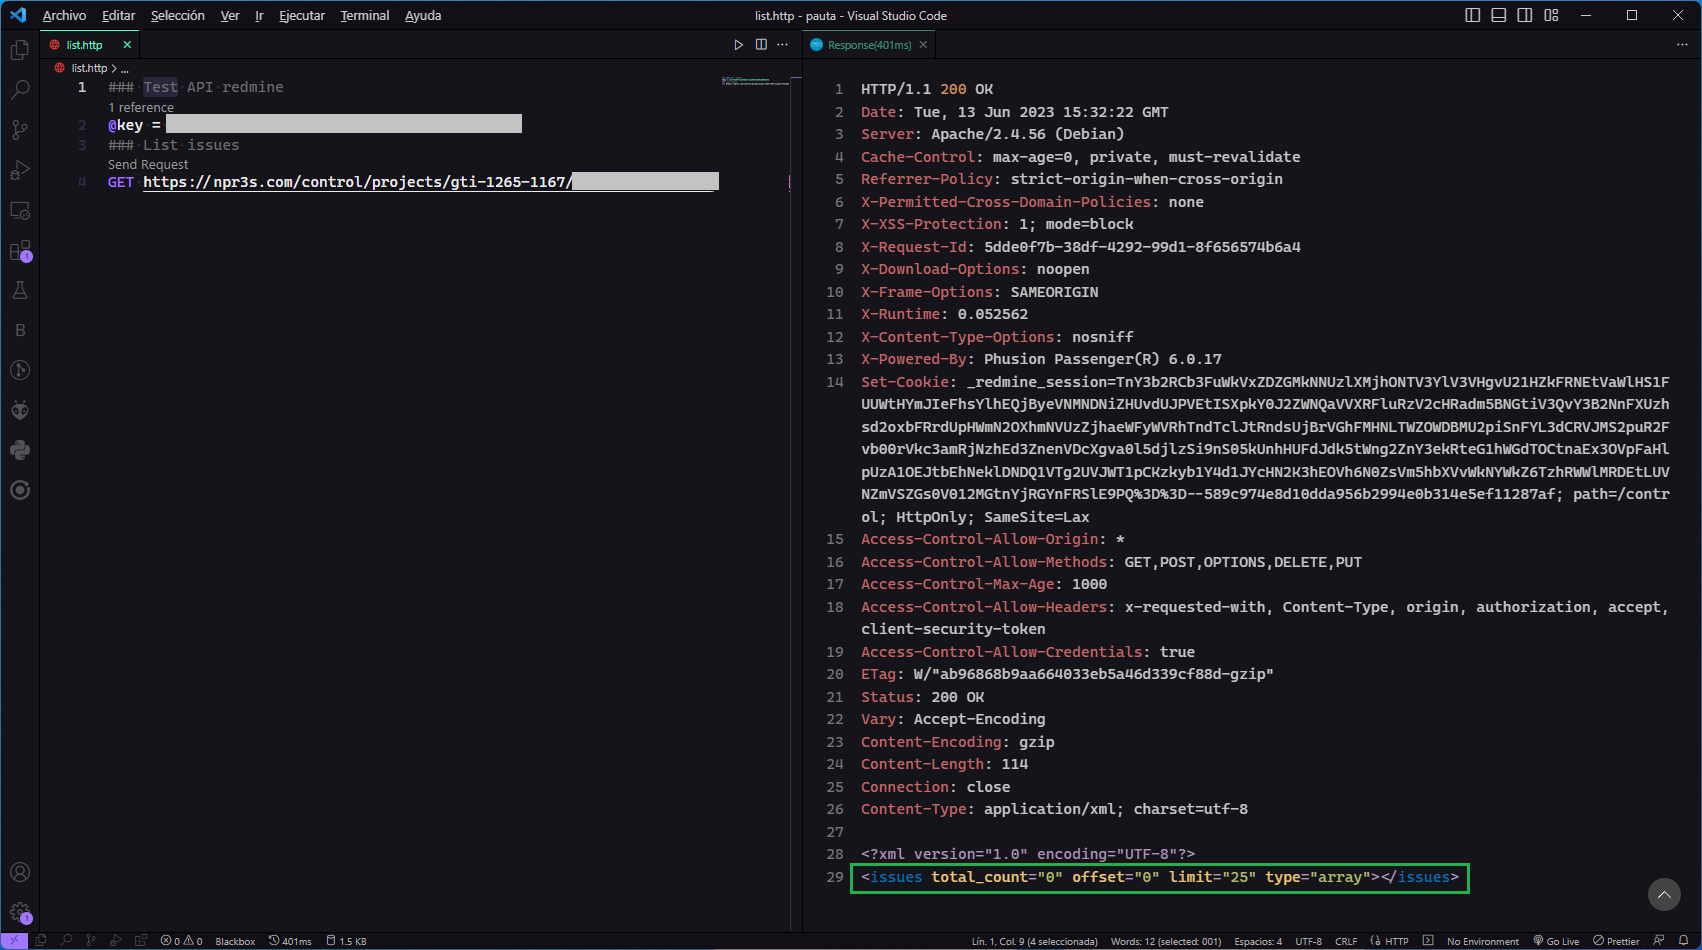 Archivo Editar Selección Ver Ir Ejecutar Terminal Ayuda
list.http - pauta - Visual Studio Code
list.http
Response(401ms)
list.http > ...
1 ### Test API redmine
1 reference
2 @key =
3 ### List issues
Send Request
4 GET https://npr3s.com/control/projects/gti-1265-1167/
1 HTTP/1.1 200 OK
2 Date: Tue, 13 Jun 2023 15:32:22 GMT
3 Server: Apache/2.4.56 (Debian)
4 Cache-Control: max-age=0, private, must-revalidate
5 Referrer-Policy: strict-origin-when-cross-origin
6 X-Permitted-Cross-Domain-Policies: none
7 X-XSS-Protection: 1; mode=block
8 X-Request-Id: 5dde0f7b-38df-4292-99d1-8f656574b6a4
9 X-Download-Options: noopen
10 X-Frame-Options: SAMEORIGIN
11 X-Runtime: 0.052562
12 X-Content-Type-Options: nosniff
13 X-Powered-By: Phusion Passenger(R) 6.0.17
14 Set-Cookie: _redmine_session=TnY3b2RCb3FuWkVxZDZGMkNNUzlXMjhONTV3YlV3VHgvU21HZkFRNEtVaWlHS1F
UUWtHYmJIeFhsYlhEQjByeVNMNDNiZHUvdUJPVEtISXpkY0J2ZWNQaVVXRFluRzV2cHRadm5BNGtiV3QvY3B2NnFXUzh
sd2oxbFRrdUpHWmN2OXhmNVUzZjhaeWFyWVRhTndTclJtRndsUjBrVGhFMHNLTWZOWDBMU2piSnFYL3dCRVJMS2puR2F
vb00rVkc3amRjNzhEd3ZnenVDcXgva0l5djlzSi9nS05kUnhHUFdJdk5tWng2ZnY3ekRteG1hWGdTOCtnaEx3OVpFaHl
pUzA1OEJtbEhNeklDNDQ1VTg2UVJWT1pCKzkyb1Y4d1JYcHN2K3hEOVh6N0ZsVm5hbXVvWkNYWkZ6TzhRWWlMRDEtLUV
NZmVSZGs0V012MGtnYjRGYnFRSlE9PQ%3D%3D--589c974e8d10dda956b2994e0b314e5ef11287af; path=/contr
ol; HttpOnly; SameSite=Lax
15 Access-Control-Allow-Origin: *
16 Access-Control-Allow-Methods: GET,POST,OPTIONS,DELETE,PUT
17 Access-Control-Max-Age: 1000
18 Access-Control-Allow-Headers: x-requested-with, Content-Type, origin, authorization, accept,
client-security-token
19 Access-Control-Allow-Credentials: true
20 ETag: W/"ab96868b9aa664033eb5a46d339cf88d-gzip"
21 Status: 200 OK
22 Vary: Accept-Encoding
23 Content-Encoding: gzip
24 Content-Length: 114
25 Connection: close
26 Content-Type: application/xml; charset=utf-8
27
28 <?xml version="1.0" encoding="UTF-8"?>
29 <issues total_count="0" offset="0" limit="25" type="array"></issues>
B
1
1
0 0 Blackbox 401ms 1.5 KB Lín. 1, Col. 9 (4 seleccionada) Words: 12 (selected: 001) Espacios: 4 UTF-8 CRLF HTTP No Environment Go Live Prettier